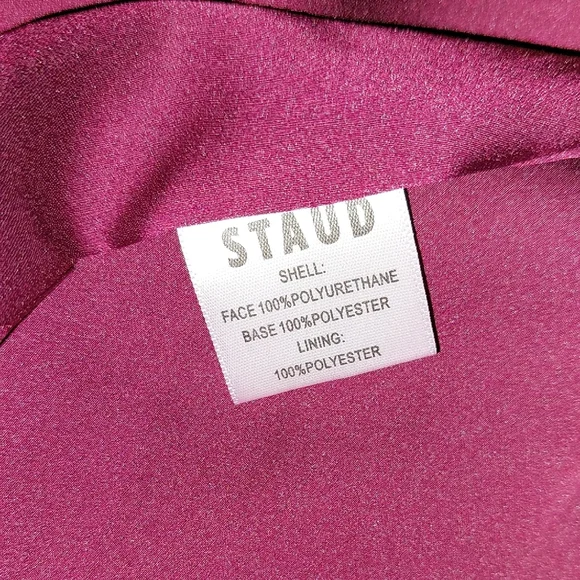 STAUD
SHELL:
FACE 100%POLYURETHANE
BASE 100%POLYESTER
LINING:
100%POLYESTER